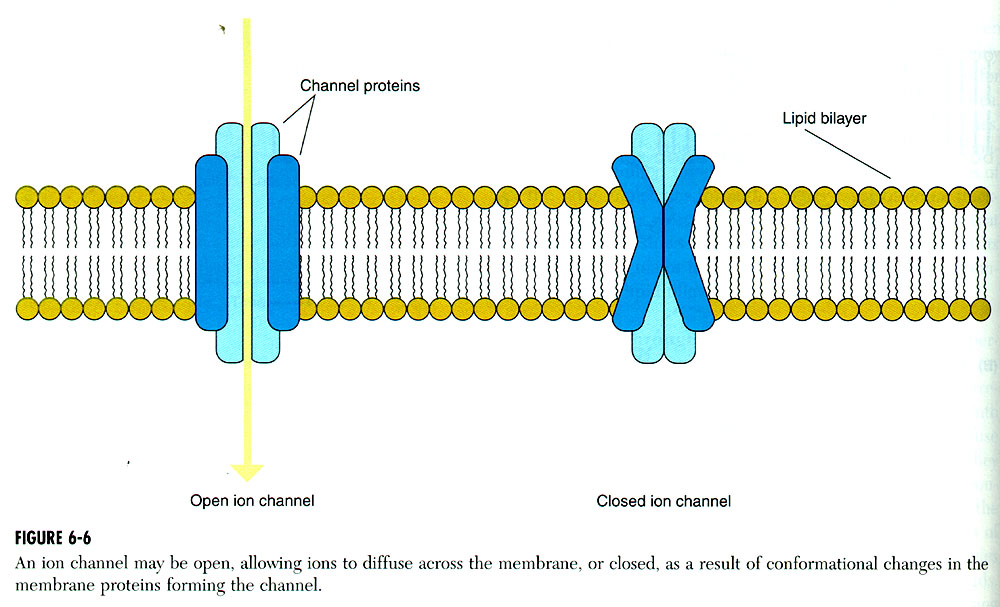 Channel proteins
Lipid bilayer
Open ion channel
Closed ion channel
FIGURE 6-6
An ion channel may be open, allowing ions to diffuse across the membrane, or closed, as a result of conformational changes in the
membrane proteins forming the channel.